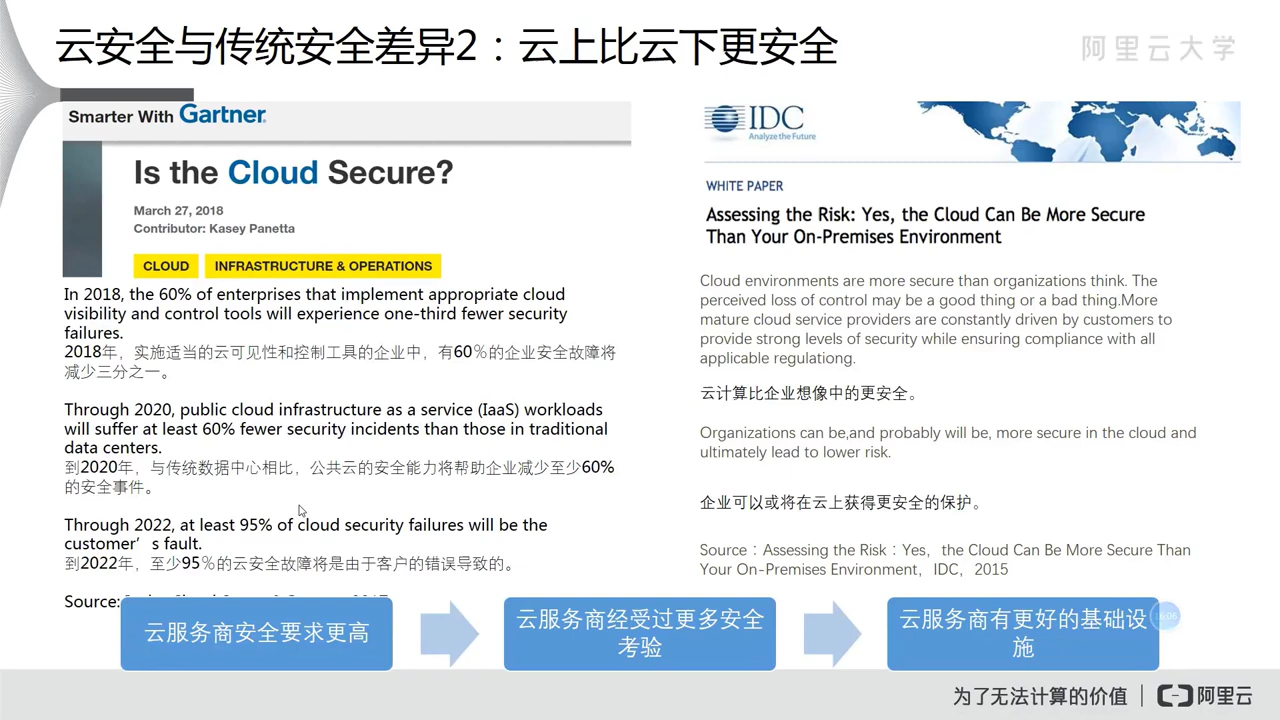 云安全与传统安全差异2：云上比云下更安全
阿里云大学
Smarter With Gartner.
Is the Cloud Secure?
March 27, 2018
Contributor: Kasey Panetta
CLOUD
INFRASTRUCTURE & OPERATIONS
In 2018, the 60% of enterprises that implement appropriate cloud
visibility and control tools will experience one-third fewer security
failures.
2018年，实施适当的云可见性和控制工具的企业中，有60％的企业安全故障将
减少三分之一。
Through 2020, public cloud infrastructure as a service (IaaS) workloads
will suffer at least 60% fewer security incidents than those in traditional
data centers.
到2020年，与传统数据中心相比，公共云的安全能力将帮助企业减少至少60%
的安全事件。
Through 2022, at least 95% of cloud security failures will be the
customer’s fault.
到2022年，至少95％的云安全故障将是由于客户的错误导致的。
Source:
IDC
Analyze the Future
WHITE PAPER
Assessing the Risk: Yes, the Cloud Can Be More Secure
Than Your On-Premises Environment
Cloud environments are more secure than organizations think. The
perceived loss of control may be a good thing or a bad thing.More
mature cloud service providers are constantly driven by customers to
provide strong levels of security while ensuring compliance with all
applicable regulationg.
云计算比企业想像中的更安全。
Organizations can be,and probably will be, more secure in the cloud and
ultimately lead to lower risk.
企业可以或将在云上获得更安全的保护。
Source：Assessing the Risk：Yes，the Cloud Can Be More Secure Than
Your On-Premises Environment，IDC，2015
云服务商安全要求更高
云服务商经受过更多安全
考验
云服务商有更好的基础设
施
16:06
为了无法计算的价值
阿里云